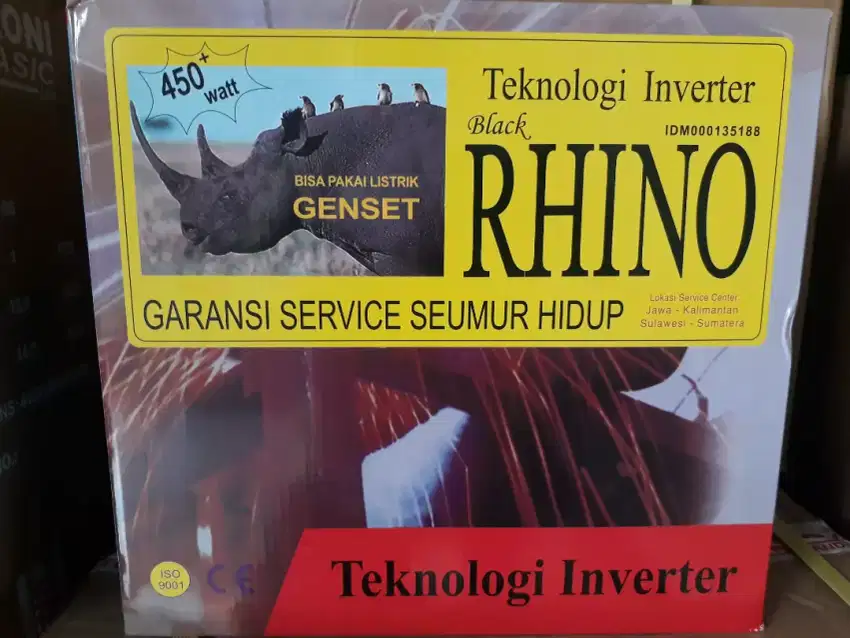 450+
watt
Teknologi Inverter
Black
IDM000135188
RHINO
BISA PAKAI LISTRIK
GENSET
GARANSI SERVICE SEUMUR HIDUP
Lokasi Service Center
Jawa - Kalimantan
Sulawesi - Sumatera
ISO
9001
CE
Teknologi Inverter